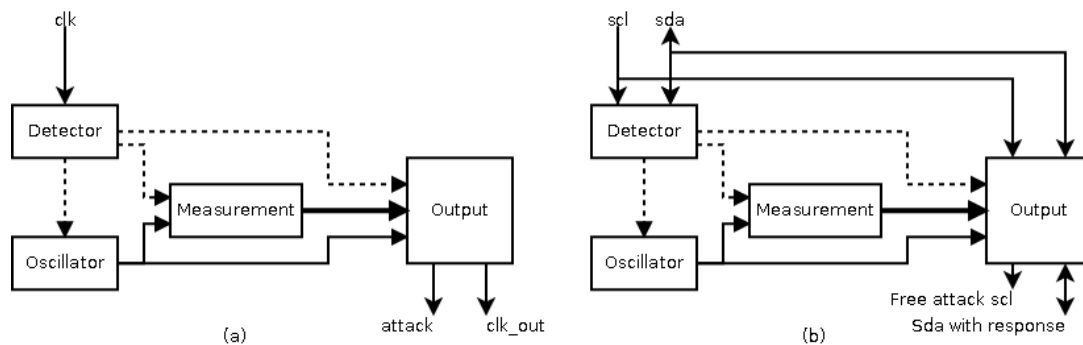 clk
Detector
Measurement
Output
Oscillator
attack
clk_out
(a)
scl
sda
Detector
Measurement
Output
Oscillator
Free attack scl
Sda with response
(b)